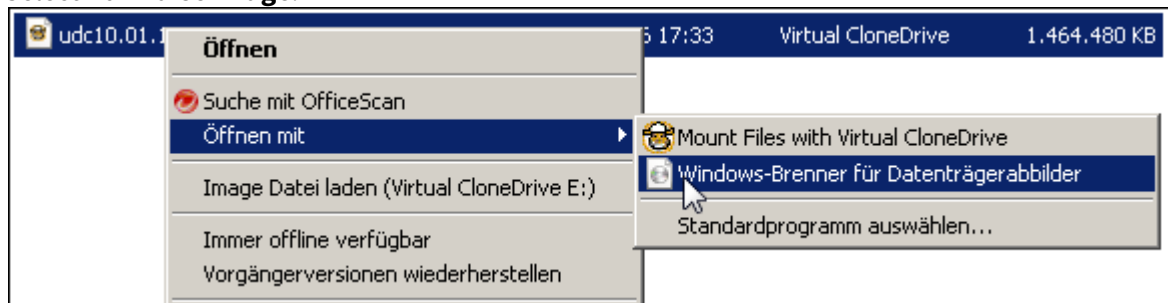 udc10.01.1
17:33 Virtual CloneDrive 1.464.480 KB
Öffnen
Suche mit OfficeScan
Öffnen mit
Mount Files with Virtual CloneDrive
Windows-Brenner für Datenträgerabbilder
Image Datei laden (Virtual CloneDrive E:)
Standardprogramm auswählen...
Immer offline verfügbar
Vorgängerversionen wiederherstellen